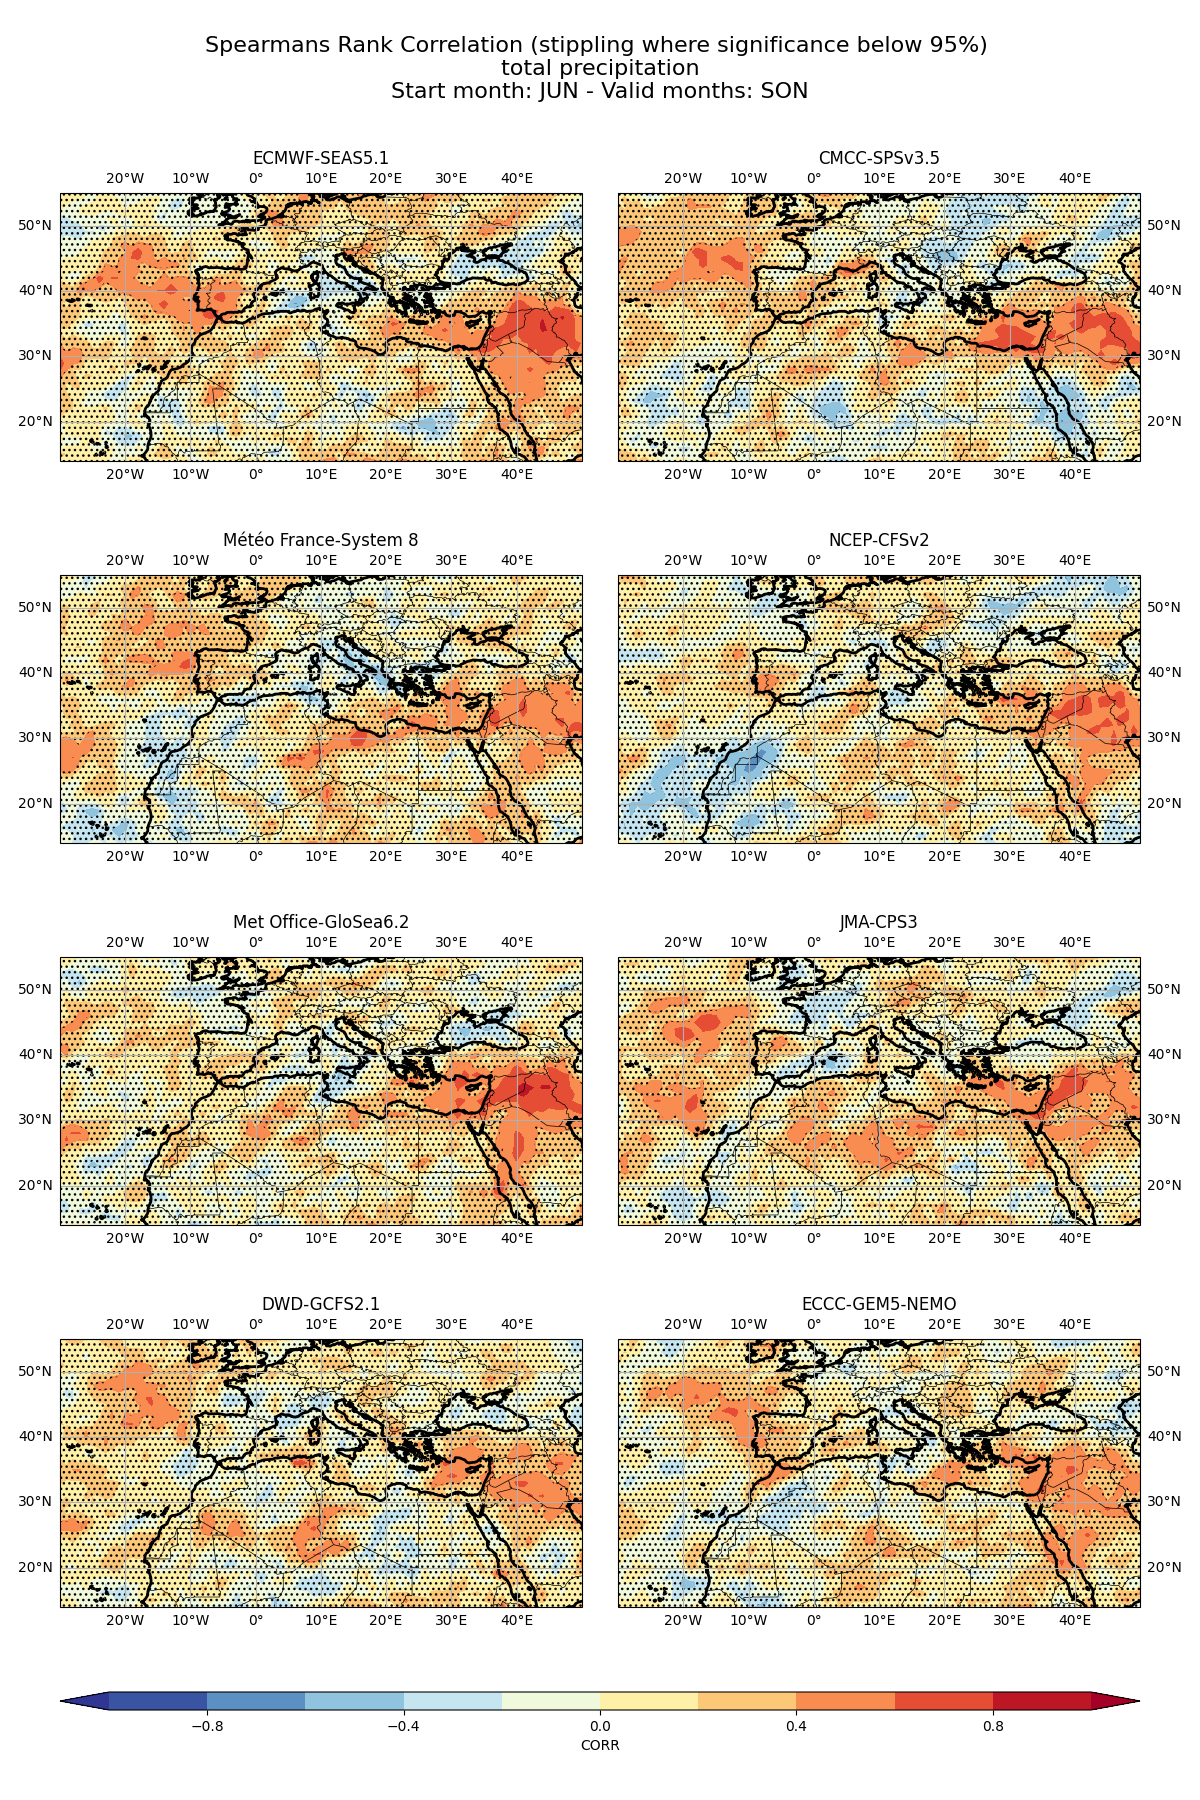 Spearmans Rank Correlation (stippling where significance below 95%)
total precipitation
Start month: JUN - Valid months: SON
ECMWF-SEAS5.1 CMCC-SPSv3.5
20°W 10°W 0° 10°E 20°E 30°E 40°E 20°W 10°W 0° 10°E 20°E 30°E 40°E
50°N 50°N
40°N 40°N
30°N 30°N
20°N 20°N
20°W 10°W 0° 10°E 20°E 30°E 40°E 20°W 10°W 0° 10°E 20°E 30°E 40°E
Météo France-System 8 NCEP-CFSv2
20°W 10°W 0° 10°E 20°E 30°E 40°E 20°W 10°W 0° 10°E 20°E 30°E 40°E
50°N 50°N
40°N 40°N
30°N 30°N
20°N 20°N
20°W 10°W 0° 10°E 20°E 30°E 40°E 20°W 10°W 0° 10°E 20°E 30°E 40°E
Met Office-GloSea6.2 JMA-CPS3
20°W 10°W 0° 10°E 20°E 30°E 40°E 20°W 10°W 0° 10°E 20°E 30°E 40°E
50°N 50°N
40°N 40°N
30°N 30°N
20°N 20°N
20°W 10°W 0° 10°E 20°E 30°E 40°E 20°W 10°W 0° 10°E 20°E 30°E 40°E
DWD-GCFS2.1 ECCC-GEM5-NEMO
20°W 10°W 0° 10°E 20°E 30°E 40°E 20°W 10°W 0° 10°E 20°E 30°E 40°E
50°N 50°N
40°N 40°N
30°N 30°N
20°N 20°N
20°W 10°W 0° 10°E 20°E 30°E 40°E 20°W 10°W 0° 10°E 20°E 30°E 40°E
−0.8 −0.4 0.0 0.4 0.8
CORR